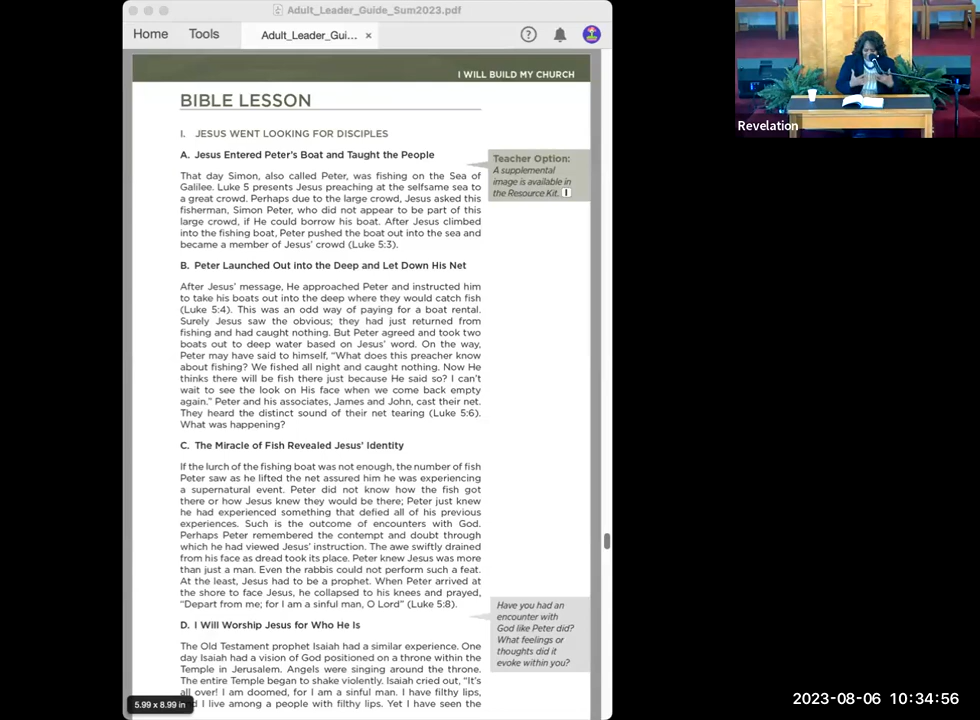 Adult_Leader_Guide_Sum2023.pdf
Home Tools Adult_Leader_Gui... ×
I WILL BUILD MY CHURCH
BIBLE LESSON
I. JESUS WENT LOOKING FOR DISCIPLES
A. Jesus Entered Peter's Boat and Taught the People
That day Simon, also called Peter, was fishing on the Sea of
Galilee. Luke 5 presents Jesus preaching at the selfsame sea to
a great crowd. Perhaps due to the large crowd, Jesus asked this
fisherman, Simon Peter, who did not appear to be part of this
large crowd, if He could borrow his boat. After Jesus climbed
into the fishing boat, Peter pushed the boat out into the sea and
became a member of Jesus' crowd (Luke 5:3).
Teacher Option:
A supplemental
image is available in
the Resource Kit. I
B. Peter Launched Out into the Deep and Let Down His Net
After Jesus' message, He approached Peter and instructed him
to take his boats out into the deep where they would catch fish
(Luke 5:4). This was an odd way of paying for a boat rental.
Surely Jesus saw the obvious; they had just returned from
fishing and had caught nothing. But Peter agreed and took two
boats out to deep water based on Jesus' word. On the way,
Peter may have said to himself, "What does this preacher know
about fishing? We fished all night and caught nothing. Now He
thinks there will be fish there just because He said so? I can't
wait to see the look on His face when we come back empty
again." Peter and his associates, James and John, cast their net.
They heard the distinct sound of their net tearing (Luke 5:6).
What was happening?
C. The Miracle of Fish Revealed Jesus' Identity
If the lurch of the fishing boat was not enough, the number of fish
Peter saw as he lifted the net assured him he was experiencing
a supernatural event. Peter did not know how the fish got
there or how Jesus knew they would be there; Peter just knew
he had experienced something that defied all of his previous
experiences. Such is the outcome of encounters with God.
Perhaps Peter remembered the contempt and doubt through
which he had viewed Jesus' instruction. The awe swiftly drained
from his face as dread took its place. Peter knew Jesus was more
than just a man. Even the rabbis could not perform such a feat.
At the least, Jesus had to be a prophet. When Peter arrived at
the shore to face Jesus, he collapsed to his knees and prayed,
"Depart from me; for I am a sinful man, O Lord" (Luke 5:8).
Have you had an
encounter with
God like Peter did?
What feelings or
thoughts did it
evoke within you?
D. I Will Worship Jesus for Who He Is
The Old Testament prophet Isaiah had a similar experience. One
day Isaiah had a vision of God positioned on a throne within the
Temple in Jerusalem. Angels were singing around the throne.
The entire Temple began to shake violently. Isaiah cried out, "It's
all over! I am doomed, for I am a sinful man. I have filthy lips,
I live among a people with filthy lips. Yet I have seen the
5.99 x 8.99 in
Revelation
2023-08-06 10:34:56